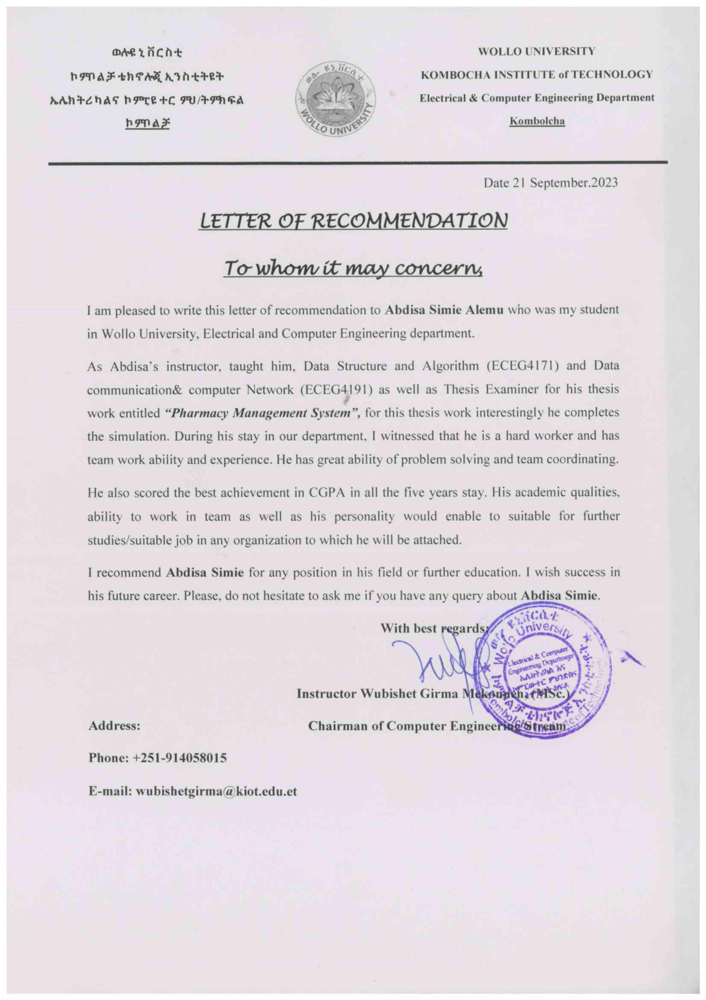 ወሎዩኒቨርስቲ
ኮምቦልቻ ቴክኖሎጂ ኢንስቲትዩት
ኤሌክትሪካልና ኮምፒዩተር ምህ/ትምክፍል
ኮምቦልቻ
ወሎ ዩኒቨርሲቲ
WOLLO UNIVERSITY
WOLLO UNIVERSITY
KOMBOCHA INSTITUTE of TECHNOLOGY
Electrical & Computer Engineering Department
Kombolcha
Date 21 September.2023
LETTER OF RECOMMENDATION
To whom it may concern,
I am pleased to write this letter of recommendation to Abdisa Simie Alemu who was my student
in Wollo University, Electrical and Computer Engineering department.
As Abdisa’s instructor, taught him, Data Structure and Algorithm (ECEG4171) and Data
communication& computer Network (ECEG4191) as well as Thesis Examiner for his thesis
work entitled “Pharmacy Management System”, for this thesis work interestingly he completes
the simulation. During his stay in our department, I witnessed that he is a hard worker and has
team work ability and experience. He has great ability of problem solving and team coordinating.
He also scored the best achievement in CGPA in all the five years stay. His academic qualities,
ability to work in team as well as his personality would enable to suitable for further
studies/suitable job in any organization to which he will be attached.
I recommend Abdisa Simie for any position in his field or further education. I wish success in
his future career. Please, do not hesitate to ask me if you have any query about Abdisa Simie.
With best regards;
ወሎ ዩኒቨርሲቲ
Wollo University
Electrical & Computer
Engineering Department
Instructor Wubishet Girma Mekonnen, (MSc.)
Address:
Chairman of Computer Engineering Stream
Phone: +251-914058015
E-mail: wubishetgirma@kiot.edu.et